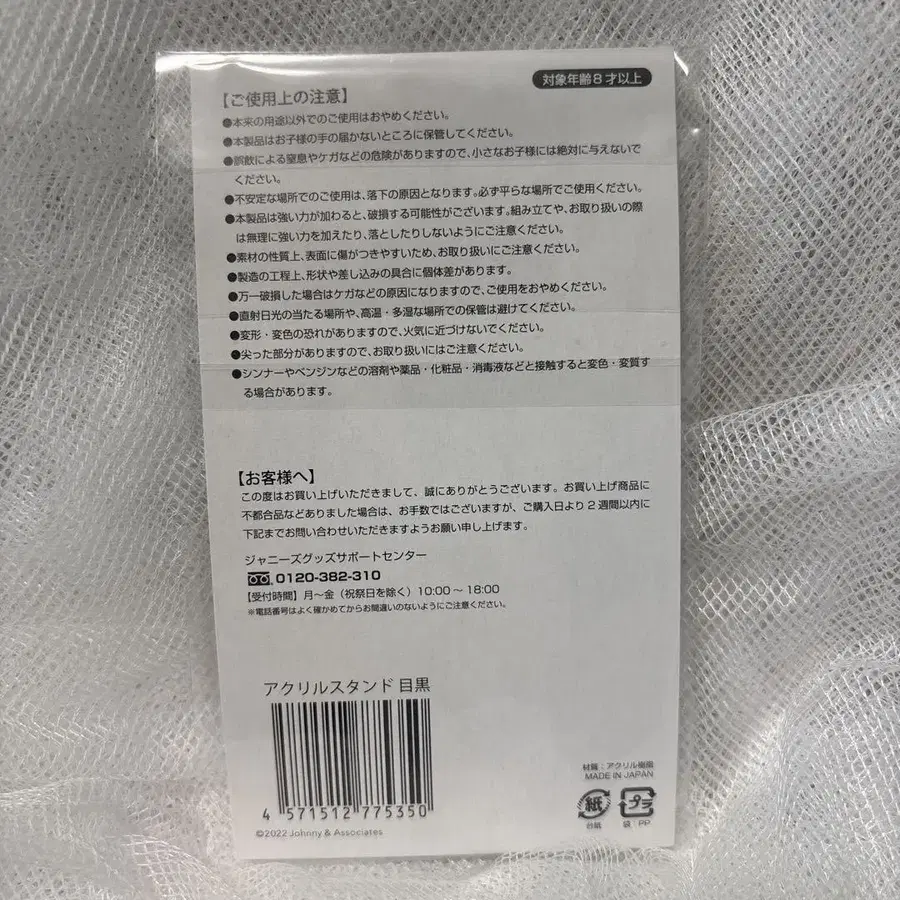 対象年齢8才以上
【ご使用上の注意】
●本来の用途以外でのご使用はおやめください。
●本製品はお子様の手の届かないところに保管してください。
●誤飲による窒息やケガなどの危険がありますので、小さなお子様には絶対に与えないで
ください。
●不安定な場所でのご使用は、落下の原因となります。必ず平らな場所でご使用ください。
●本製品は強い力が加わると、破損する可能性がございます。組み立てや、お取り扱いの際
は無理に強い力を加えたり、落としたりしないようにご注意ください。
●素材の性質上、表面に傷がつきやすいため、お取り扱いにご注意ください。
●製造の工程上、形状や差し込みの具合に個体差があります。
●万一破損した場合はケガなどの原因になりますので、ご使用をおやめください。
●直射日光の当たる場所や、高温・多湿な場所での保管は避けてください。
●変形・変色の恐れがありますので、火気に近づけないでください。
●尖った部分がありますので、お取り扱いにはご注意ください。
●シンナーやベンジンなどの溶剤や薬品・化粧品・消毒液などと接触すると変色・変質す
る場合があります。
【お客様へ】
この度はお買い上げいただきまして、誠にありがとうございます。お買い上げ商品に
不都合品などありました場合は、お手数ではございますが、ご購入日より2週間以内に
下記までお問い合わせいただきますようお願い申し上げます。
ジャニーズグッズサポートセンター
0120-382-310
【受付時間】月～金（祝祭日を除く）10:00～18:00
※電話番号はよく確かめてからお間違いのないようにご注意ください。
アクリルスタンド 目黒
4 571512 775350
©2022 Johnny & Associates
材質：アクリル樹脂
MADE IN JAPAN
紙 プラ
台紙 袋：PP